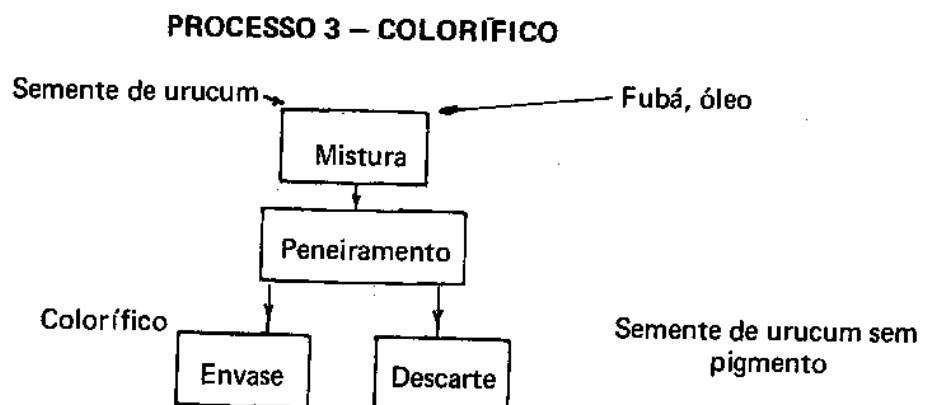 PROCESSO 3 — COLORÍFICO
Semente de urucum
Fubá, óleo
Mistura
Peneiramento
Colorífico
Envase
Descarte
Semente de urucum sem
pigmento